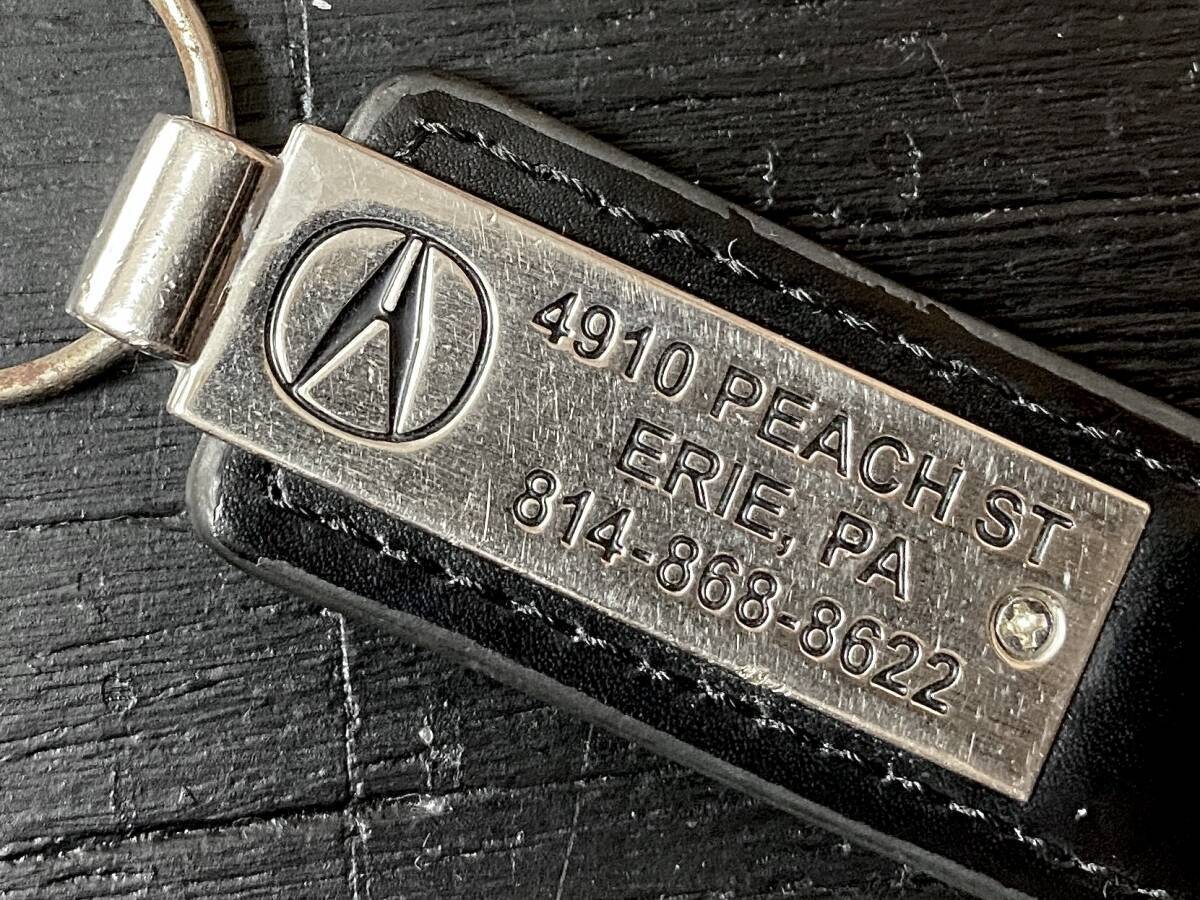 4910 PEACH ST
ERIE, PA
814-868-8622